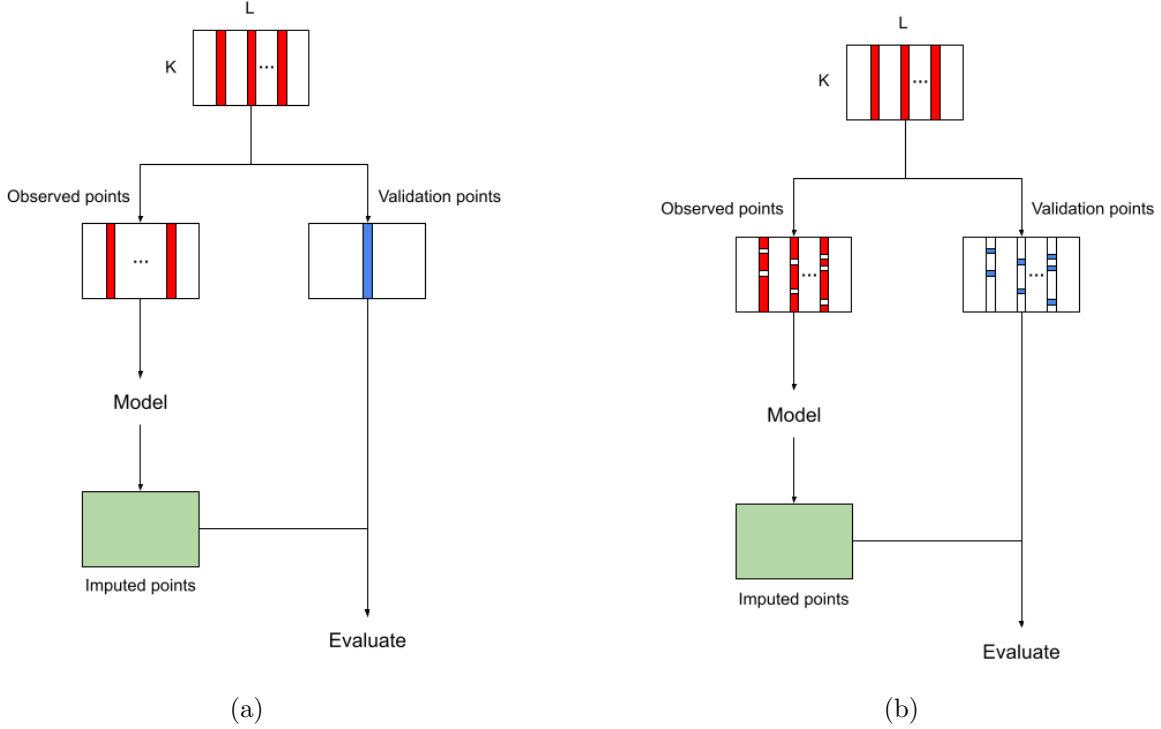 L
K
...
Observed points
Validation points
...
Model
Imputed points
Evaluate
(a)
L
K
...
Observed points
Validation points
...
...
Model
Imputed points
Evaluate
(b)